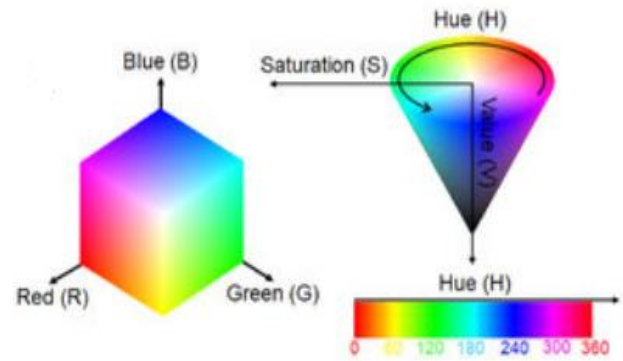 Blue (B)
Red (R)
Green (G)
Hue (H)
Saturation (S)
Value (V)
Hue (H)
0 60 120 180 240 300 360